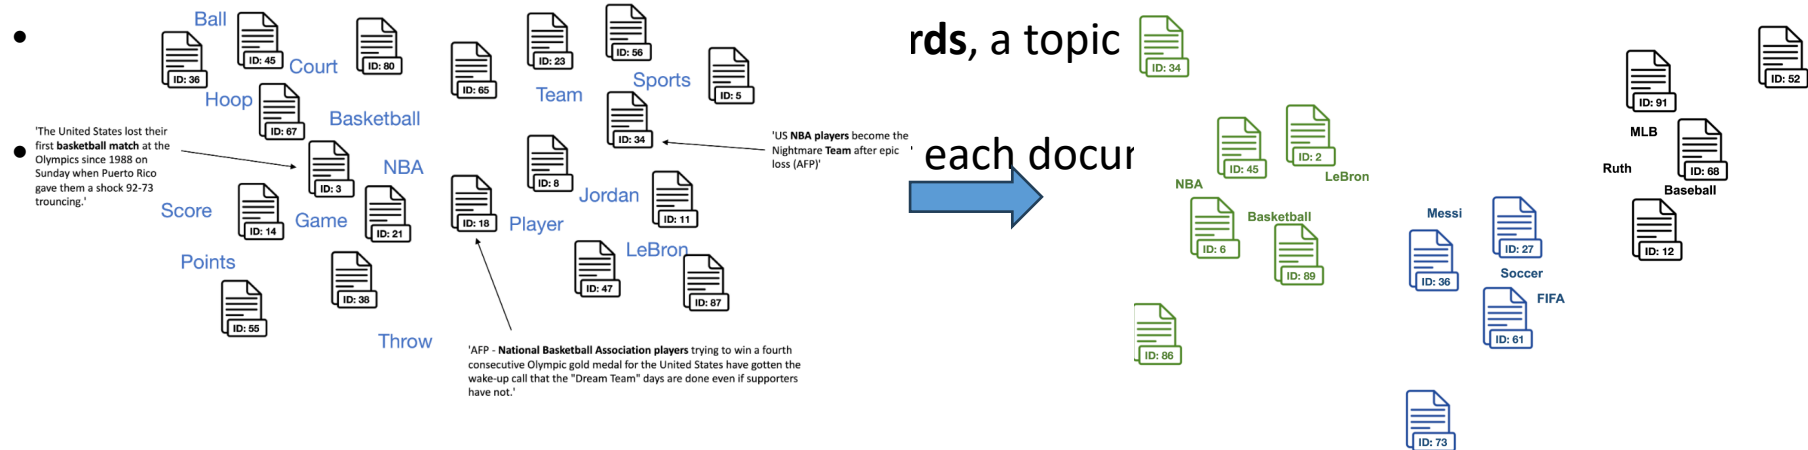 •
rds, a topic
•
each docur
Ball
ID: 36
ID: 45
Court
ID: 80
Hoop
ID: 67
Basketball
'The United States lost their
first basketball match at the
Olympics since 1988 on
Sunday when Puerto Rico
gave them a shock 92-73
trouncing.'
ID: 3
NBA
Score
ID: 14
Game
ID: 21
Points
ID: 38
ID: 55
Throw
ID: 65
ID: 23
ID: 56
Team
Sports
ID: 5
ID: 34
'US NBA players become the
Nightmare Team after epic
loss (AFP)'
ID: 8
Jordan
ID: 11
ID: 18
Player
LeBron
ID: 47
ID: 87
'AFP - National Basketball Association players trying to win a fourth
consecutive Olympic gold medal for the United States have gotten the
wake-up call that the "Dream Team" days are done even if supporters
have not.'
ID: 34
ID: 45
ID: 2
NBA
LeBron
ID: 6
Basketball
ID: 89
ID: 86
Messi
ID: 27
ID: 36
Soccer
FIFA
ID: 61
ID: 73
ID: 52
ID: 91
MLB
Ruth
ID: 68
Baseball
ID: 12